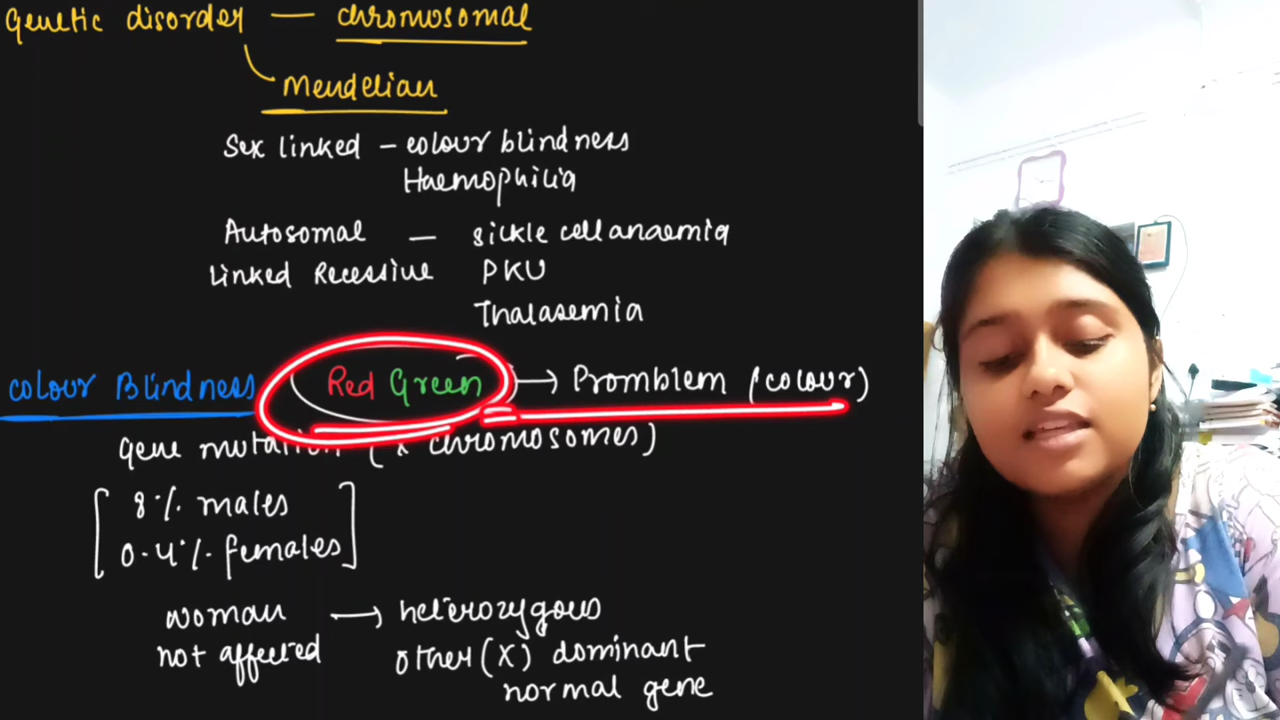 Genetic disorder — chromosomal
Mendelian
Sex linked – colour blindness
Haemophilia
Autosomal — sickle cell anaemia
Linked Recessive PKU
Thalasemia
colour Blindness Red Green → Promblem (colour)
gene mutation (x chromosomes)
8% males
0.4% females
woman → heterozygous
not affected other (X) dominant
normal gene